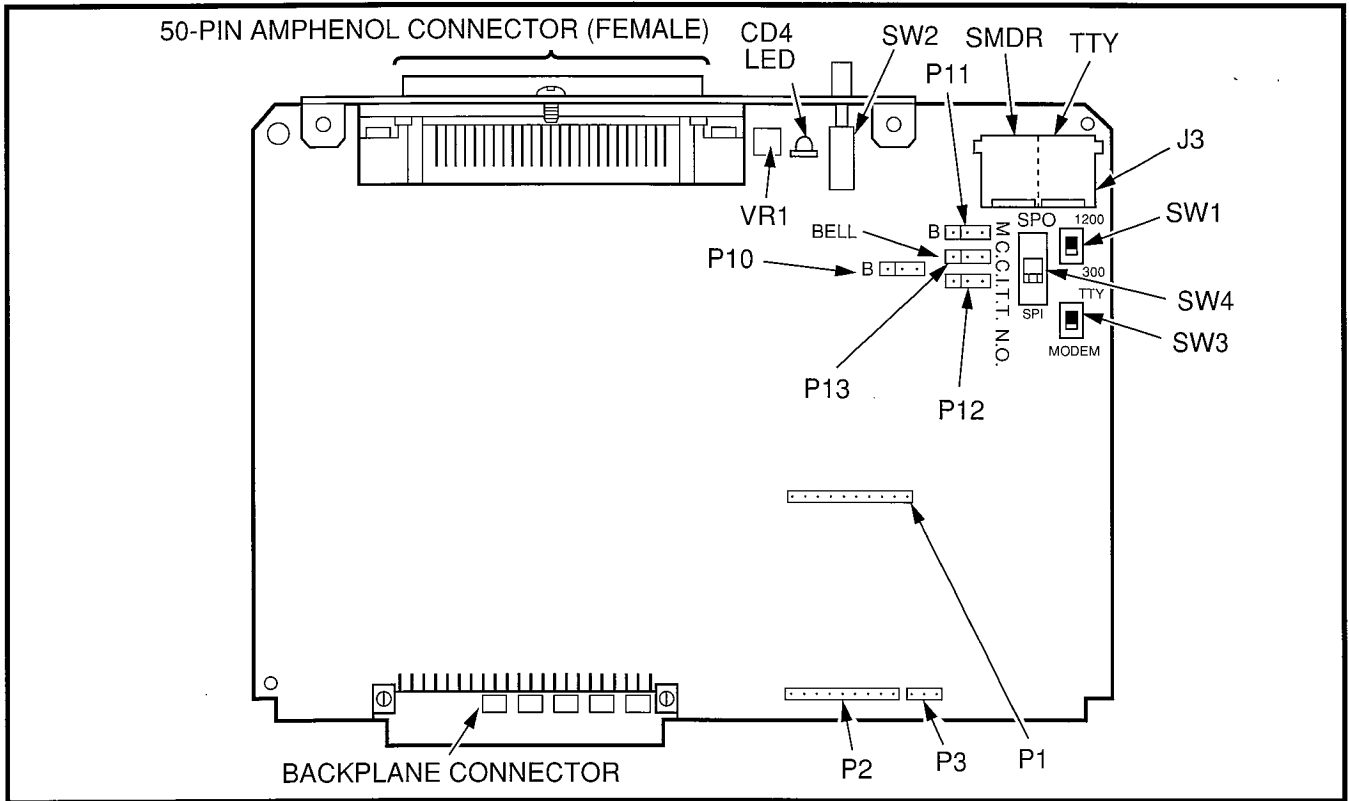 50-PIN AMPHENOL CONNECTOR (FEMALE)
CD4
LED
SW2
SMDR
TTY
P11
J3
VR1
SPO
1200
SW1
B
M
BELL
C.C.I.T.T.
P10
B
300
TTY
SW4
SPI
N.O.
SW3
MODEM
P13
P12
BACKPLANE CONNECTOR
P2
P3
P1